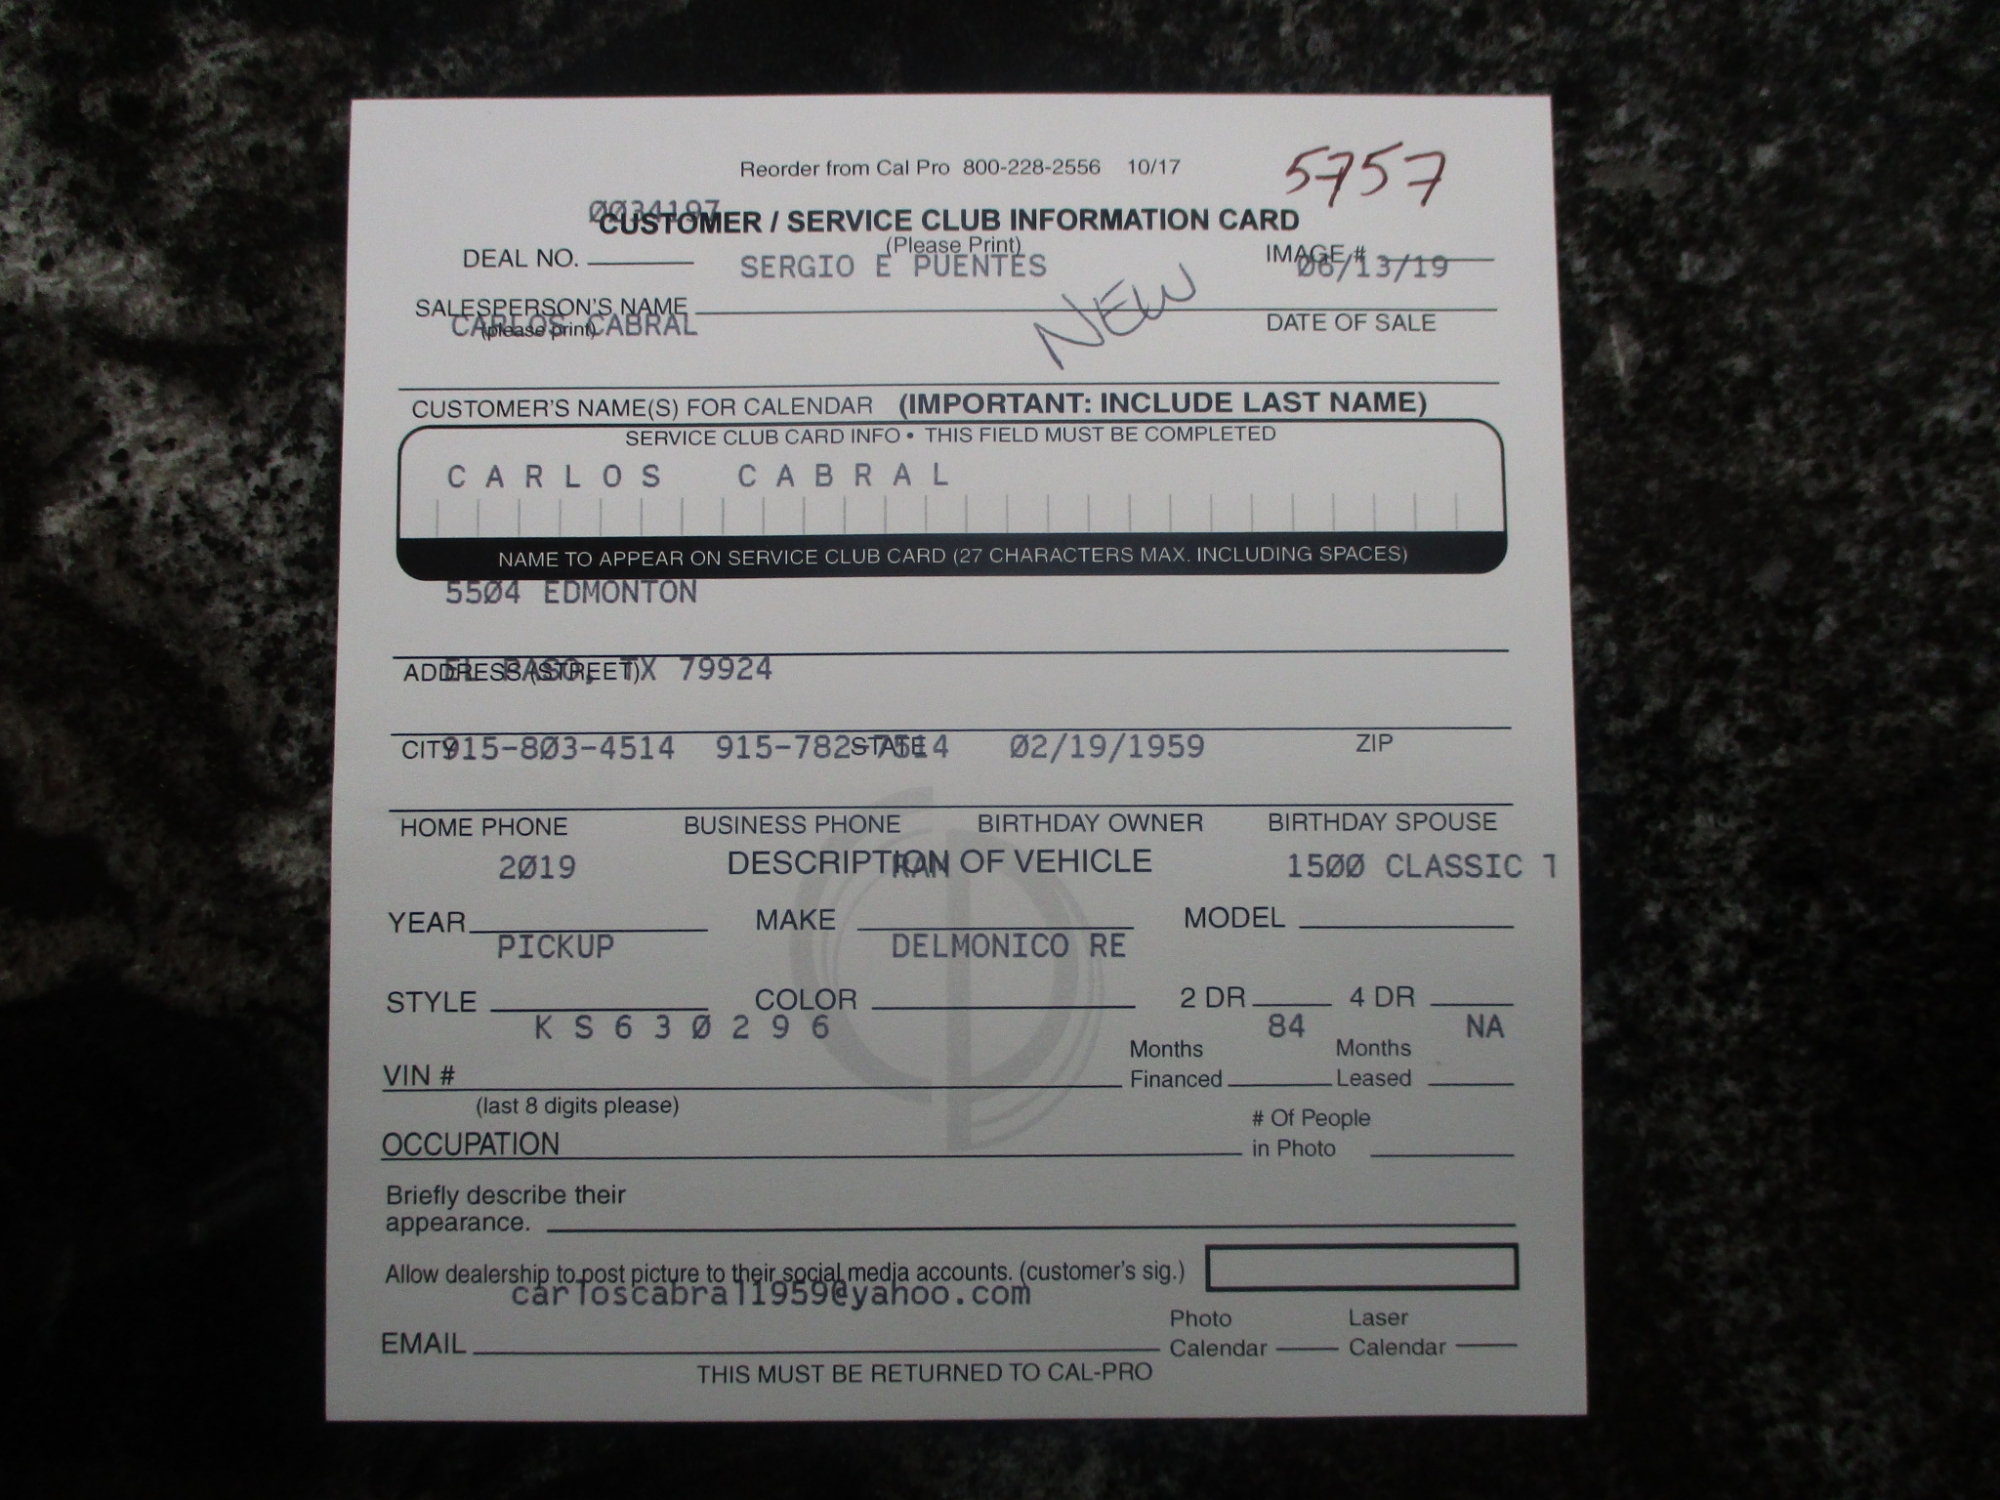 Reorder from Cal Pro 800-228-2556 10/17
5757
0034197
CUSTOMER / SERVICE CLUB INFORMATION CARD
(Please Print)
DEAL NO. SERGIO E PUENTES IMAGE # 06/13/19
SALESPERSON'S NAME NEW
(please print) CARLOS CABRAL DATE OF SALE
CUSTOMER'S NAME(S) FOR CALENDAR (IMPORTANT: INCLUDE LAST NAME)
SERVICE CLUB CARD INFO • THIS FIELD MUST BE COMPLETED
CARLOS CABRAL
NAME TO APPEAR ON SERVICE CLUB CARD (27 CHARACTERS MAX. INCLUDING SPACES)
5504 EDMONTON
ADDRESS (STREET) EL PASO, TX 79924
CITY 915-803-4514 915-782-7514 STATE 02/19/1959 ZIP
HOME PHONE BUSINESS PHONE BIRTHDAY OWNER BIRTHDAY SPOUSE
2019 DESCRIPTION OF VEHICLE RAM 1500 CLASSIC T
YEAR MAKE MODEL
PICKUP DELMONICO RE
STYLE COLOR 2 DR 4 DR
KS630296 84 NA
VIN # Months Financed Months Leased
(last 8 digits please)
OCCUPATION # Of People in Photo
Briefly describe their
appearance.
Allow dealership to post picture to their social media accounts. (customer's sig.)
carloscabral1959@yahoo.com
EMAIL Photo Calendar Laser Calendar
THIS MUST BE RETURNED TO CAL-PRO